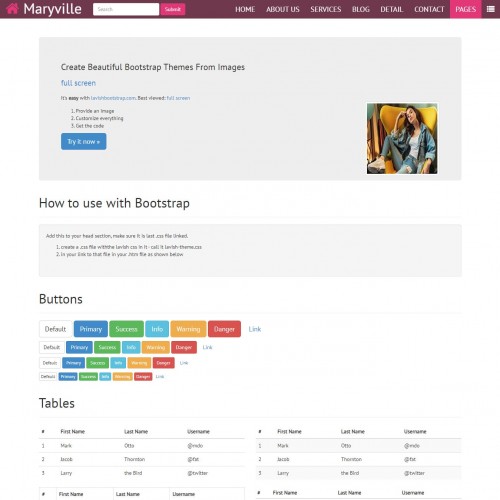 Maryville
Search
Submit
HOME ABOUT US SERVICES BLOG DETAIL CONTACT PAGES
Create Beautiful Bootstrap Themes From Images
full screen
It's easy with lavishbootstrap.com. Best viewed: full screen
1. Provide an image
2. Customize everything
3. Get the code
Try it now »
How to use with Bootstrap
Add this to your head section, make sure it is last .css file linked.
1. create a .css file withthe lavish css in it - call it lavish-theme.css
2. in your link to that file in your .htm file as shown below
Buttons
Default Primary Success Info Warning Danger Link
Default Primary Success Info Warning Danger Link
Default Primary Success Info Warning Danger Link
Default Primary Success Info Warning Danger Link
Tables
# First Name Last Name Username
1 Mark Otto @mdo
2 Jacob Thornton @fat
3 Larry the Bird @twitter
# First Name Last Name Username
1 Mark Otto @mdo
2 Jacob Thornton @fat
3 Larry the Bird @twitter
# First Name Last Name Username
# First Name Last Name Username